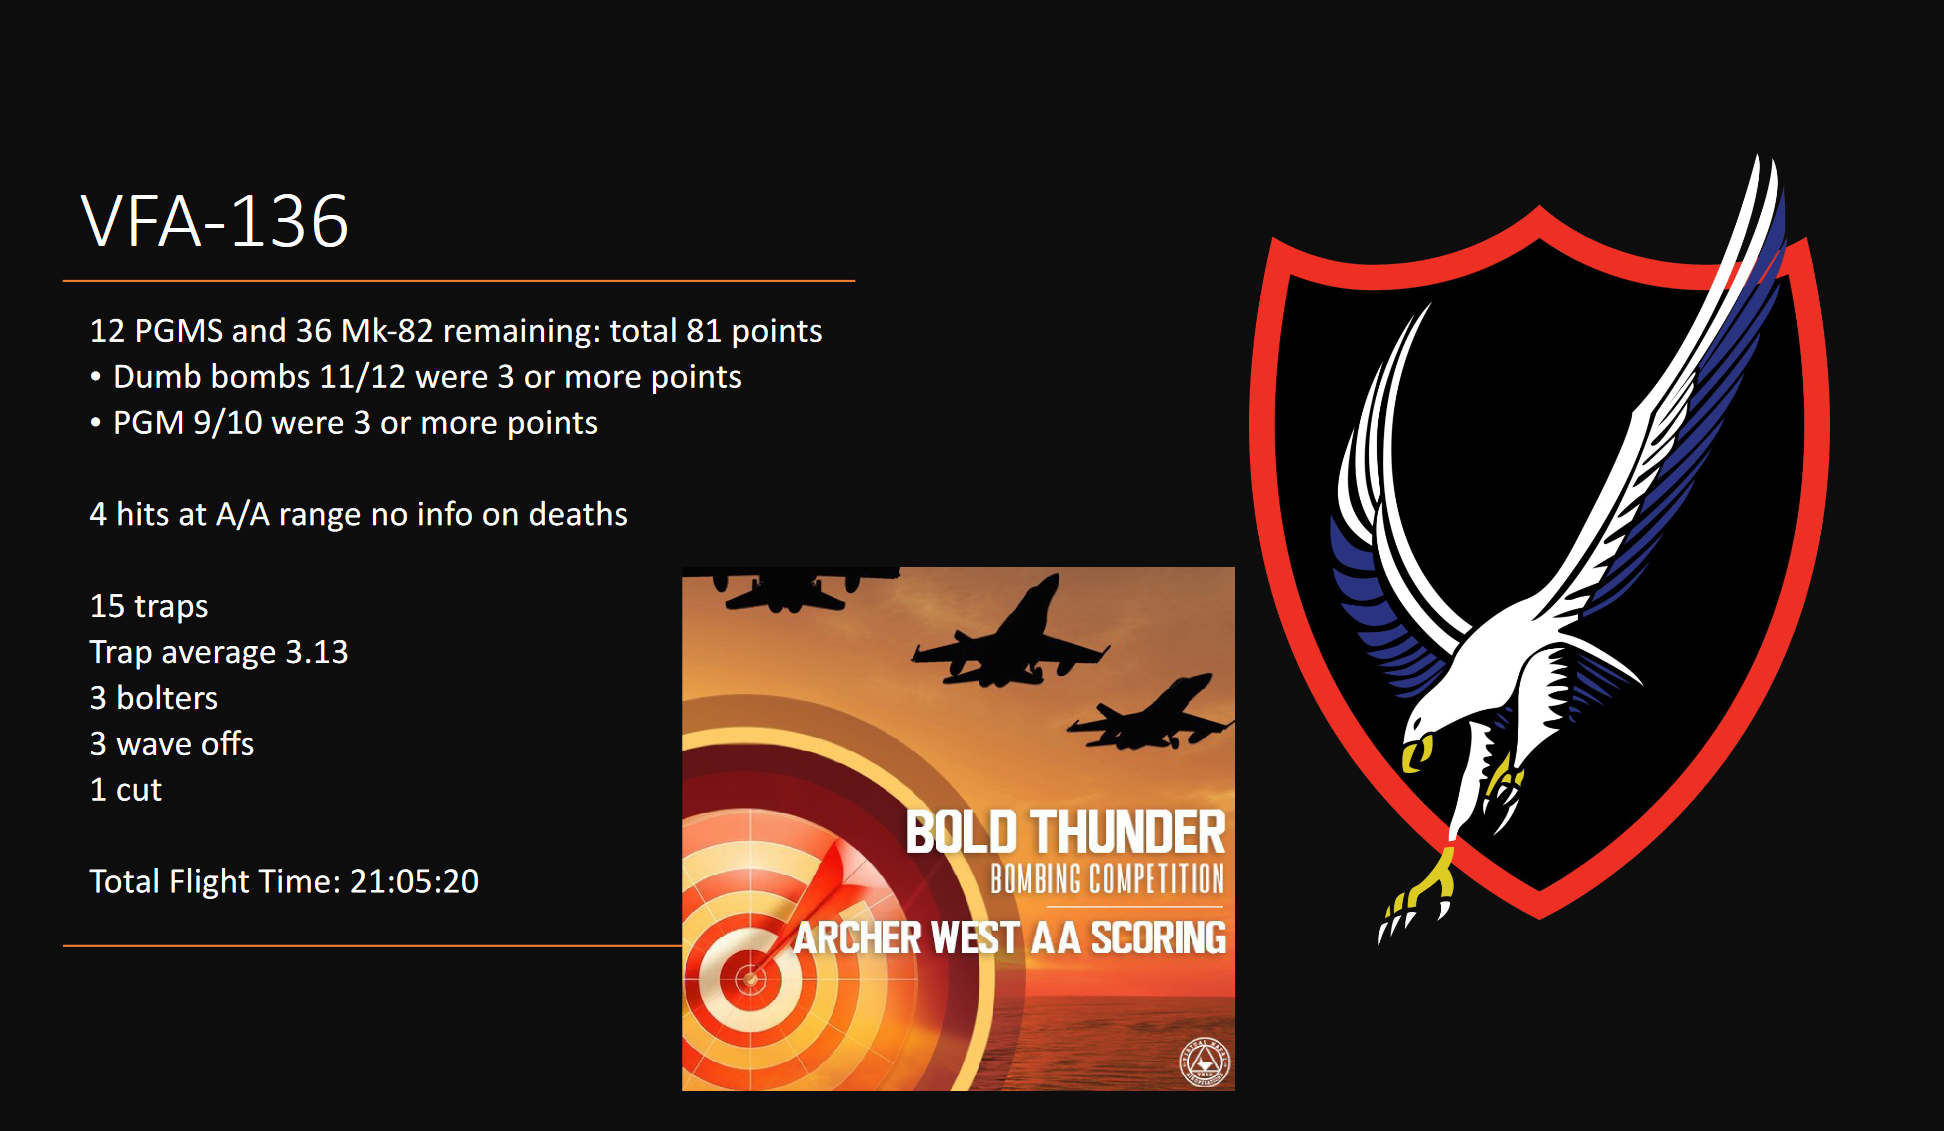 VFA-136
12 PGMS and 36 Mk-82 remaining: total 81 points
• Dumb bombs 11/12 were 3 or more points
• PGM 9/10 were 3 or more points
4 hits at A/A range no info on deaths
15 traps
Trap average 3.13
3 bolters
3 wave offs
1 cut
Total Flight Time: 21:05:20
BOLD THUNDER
BOMBING COMPETITION
ARCHER WEST AA SCORING